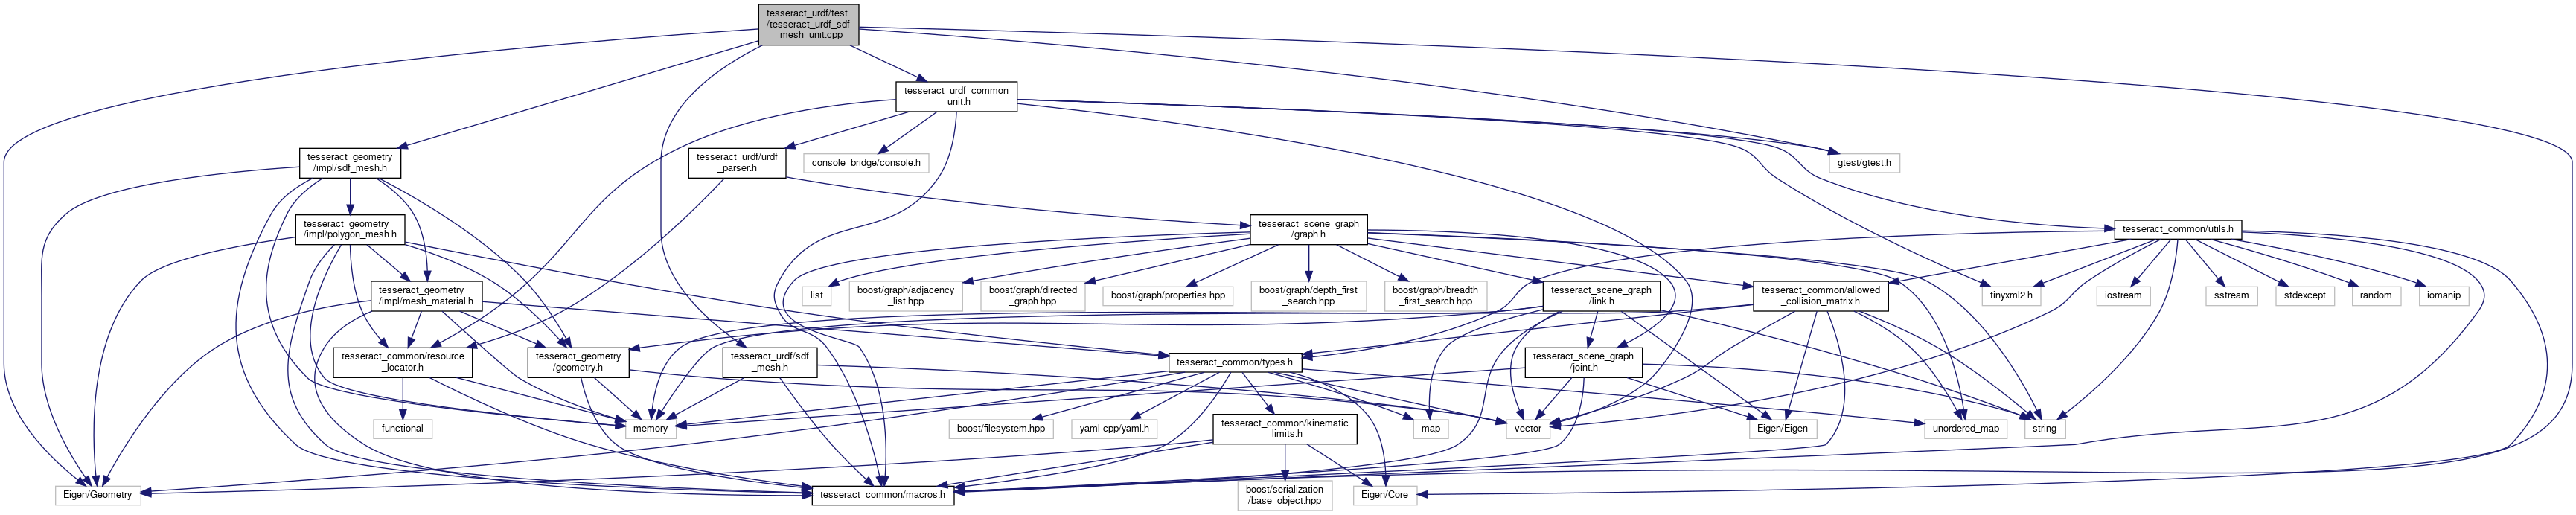 tesseract_urdf/test
/tesseract_urdf_sdf
_mesh_unit.cpp
tesseract_urdf_common
_unit.h
tesseract_geometry
/impl/sdf_mesh.h
tesseract_urdf/urdf
_parser.h
console_bridge/console.h
gtest/gtest.h
tesseract_geometry
/impl/polygon_mesh.h
tesseract_scene_graph
/graph.h
tesseract_common/utils.h
tesseract_geometry
/impl/mesh_material.h
list
boost/graph/adjacency
_list.hpp
boost/graph/directed
_graph.hpp
boost/graph/properties.hpp
boost/graph/depth_first
_search.hpp
boost/graph/breadth
_first_search.hpp
tesseract_scene_graph
/link.h
tesseract_common/allowed
_collision_matrix.h
tinyxml2.h
iostream
sstream
stdexcept
random
iomanip
tesseract_common/resource
_locator.h
tesseract_geometry
/geometry.h
tesseract_urdf/sdf
_mesh.h
tesseract_common/types.h
tesseract_scene_graph
/joint.h
functional
memory
boost/filesystem.hpp
yaml-cpp/yaml.h
tesseract_common/kinematic
_limits.h
map
vector
Eigen/Eigen
unordered_map
string
Eigen/Geometry
tesseract_common/macros.h
boost/serialization
/base_object.hpp
Eigen/Core